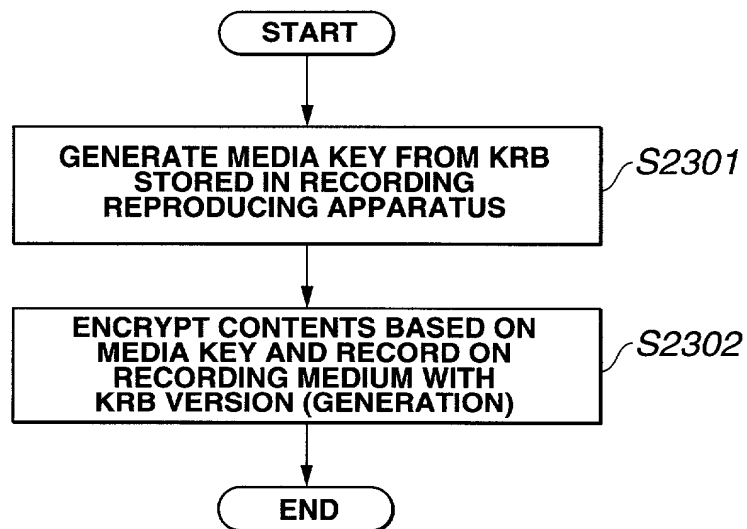 START
GENERATE MEDIA KEY FROM KRB
STORED IN RECORDING
REPRODUCING APPARATUS
S2301
ENCRYPT CONTENTS BASED ON
MEDIA KEY AND RECORD ON
RECORDING MEDIUM WITH
KRB VERSION (GENERATION)
S2302
END